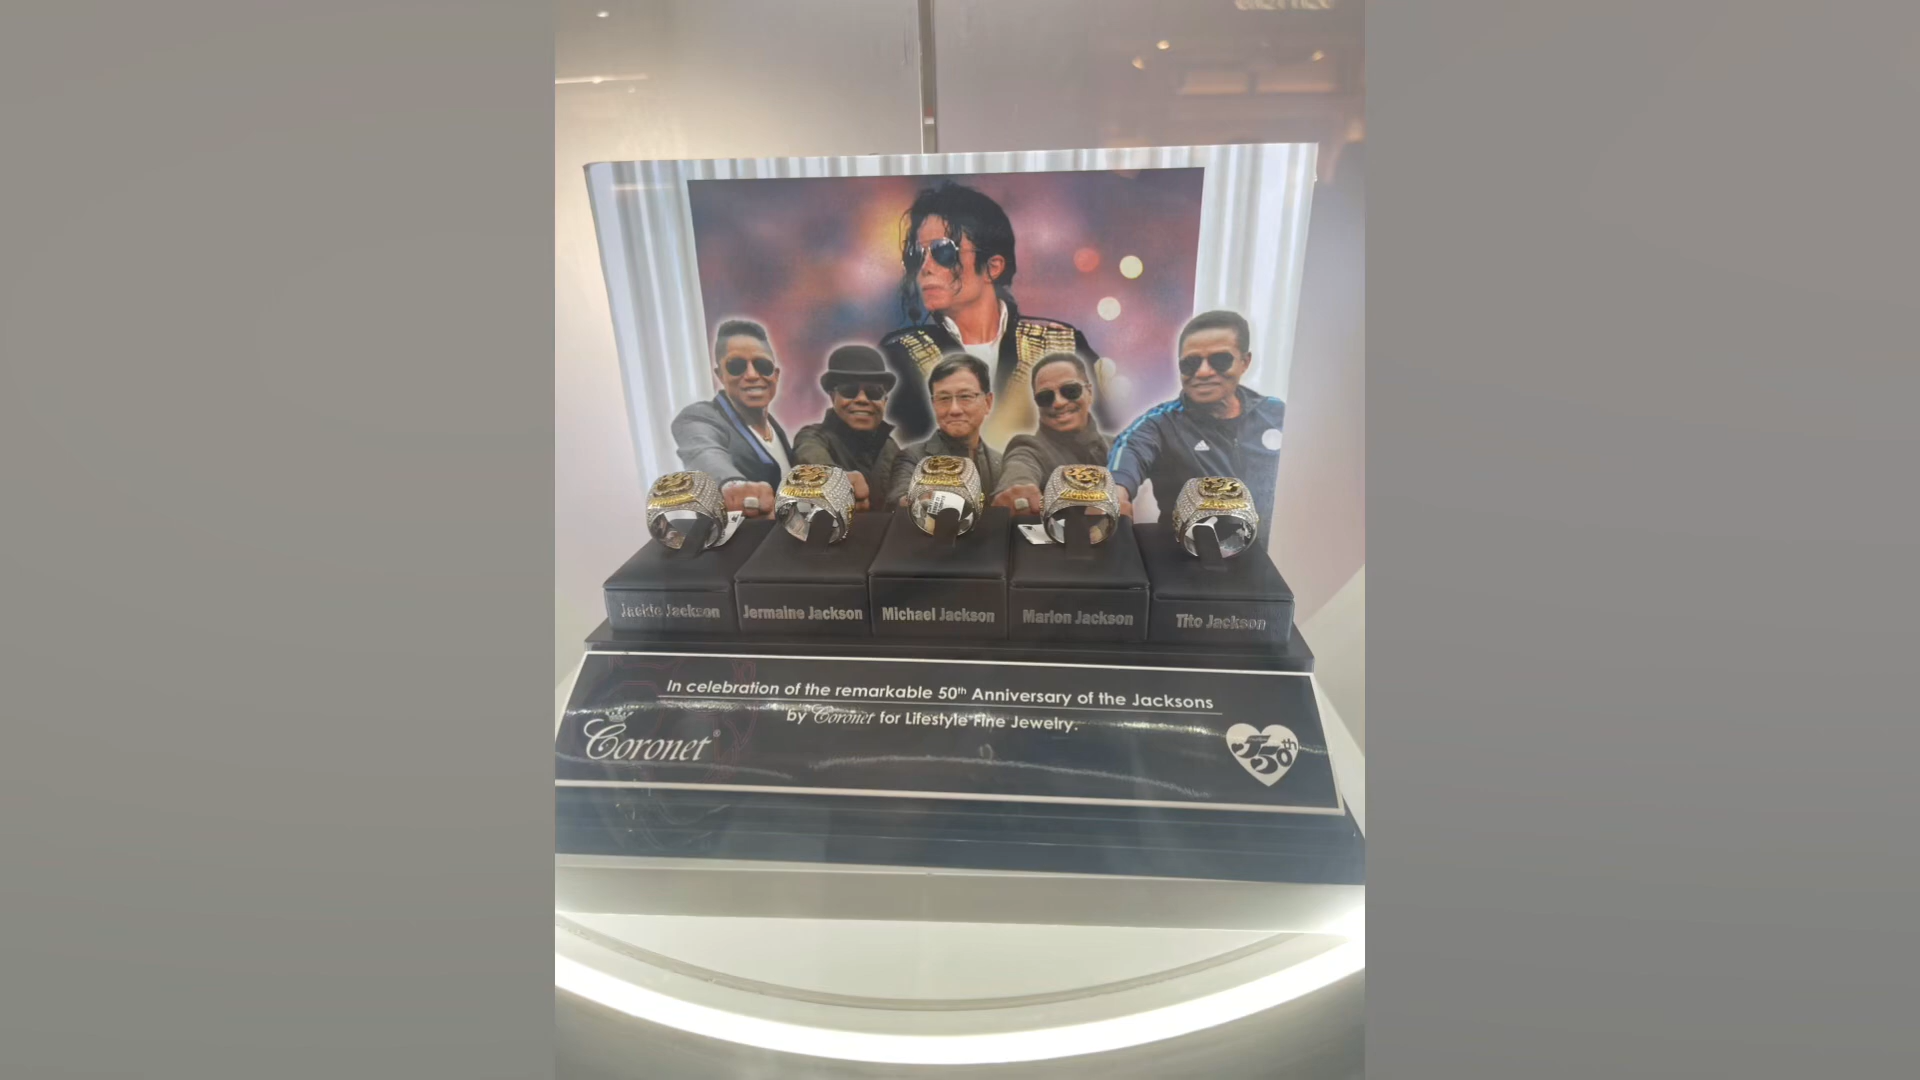 Jackie Jackson
Jermaine Jackson
Michael Jackson
Marlon Jackson
Tito Jackson
In celebration of the remarkable 50th Anniversary of the Jacksons
by Coronet for Lifestyle Fine Jewelry.
Coronet®
J50th